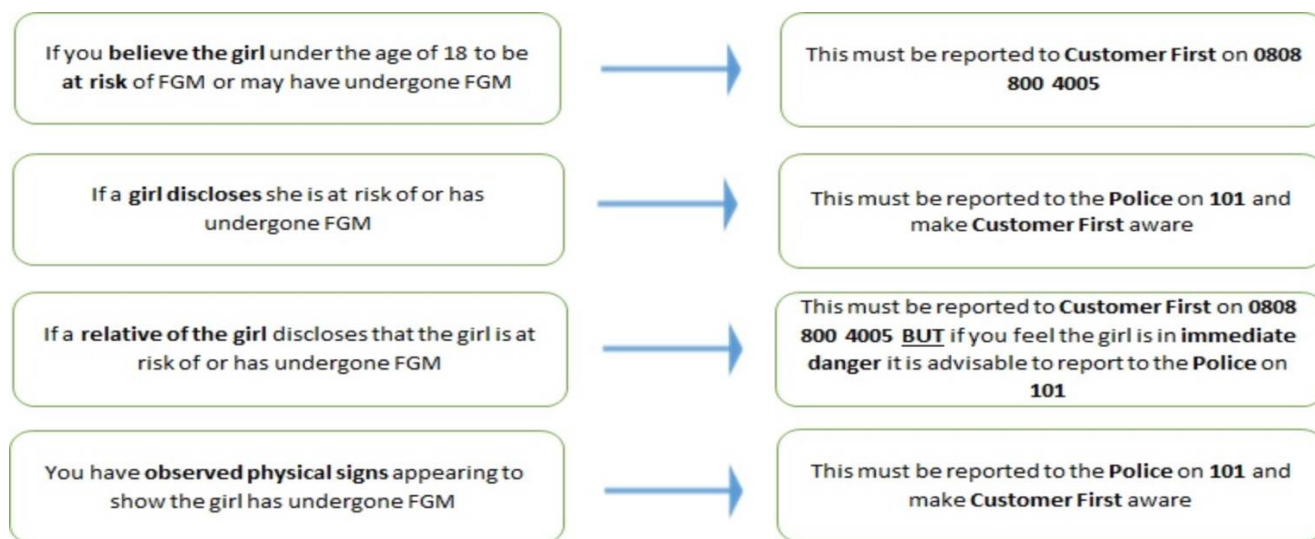 If you believe the girl under the age of 18 to be
at risk of FGM or may have undergone FGM
This must be reported to Customer First on 0808
800 4005
If a girl discloses she is at risk of or has
undergone FGM
This must be reported to the Police on 101 and
make Customer First aware
If a relative of the girl discloses that the girl is at
risk of or has undergone FGM
This must be reported to Customer First on 0808
800 4005 BUT if you feel the girl is in immediate
danger it is advisable to report to the Police on
101
You have observed physical signs appearing to
show the girl has undergone FGM
This must be reported to the Police on 101 and
make Customer First aware